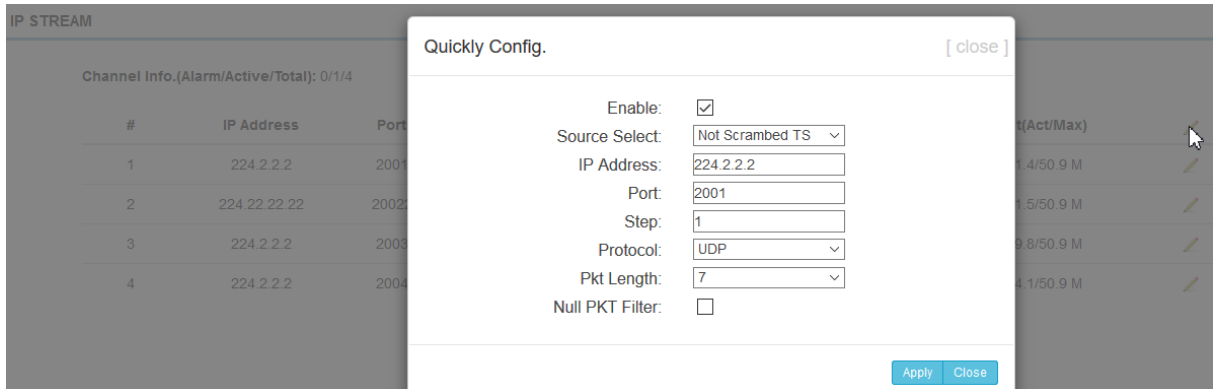 IP STREAM
Quickly Config.
[ close ]
Channel Info.(Alarm/Active/Total): 0/1/4
Enable:
Source Select: Not Scrambed TS
# IP Address Port t(Act/Max)
IP Address: 224.2.2.2
1 224.2.2.2 2001 1.4/50.9 M
Port: 2001
2 224.22.22.22 20022 1.5/50.9 M
Step: 1
3 224.2.2.2 2003 9.8/50.9 M
Protocol: UDP
4 224.2.2.2 2004 4.1/50.9 M
Pkt Length: 7
Null PKT Filter:
Apply Close